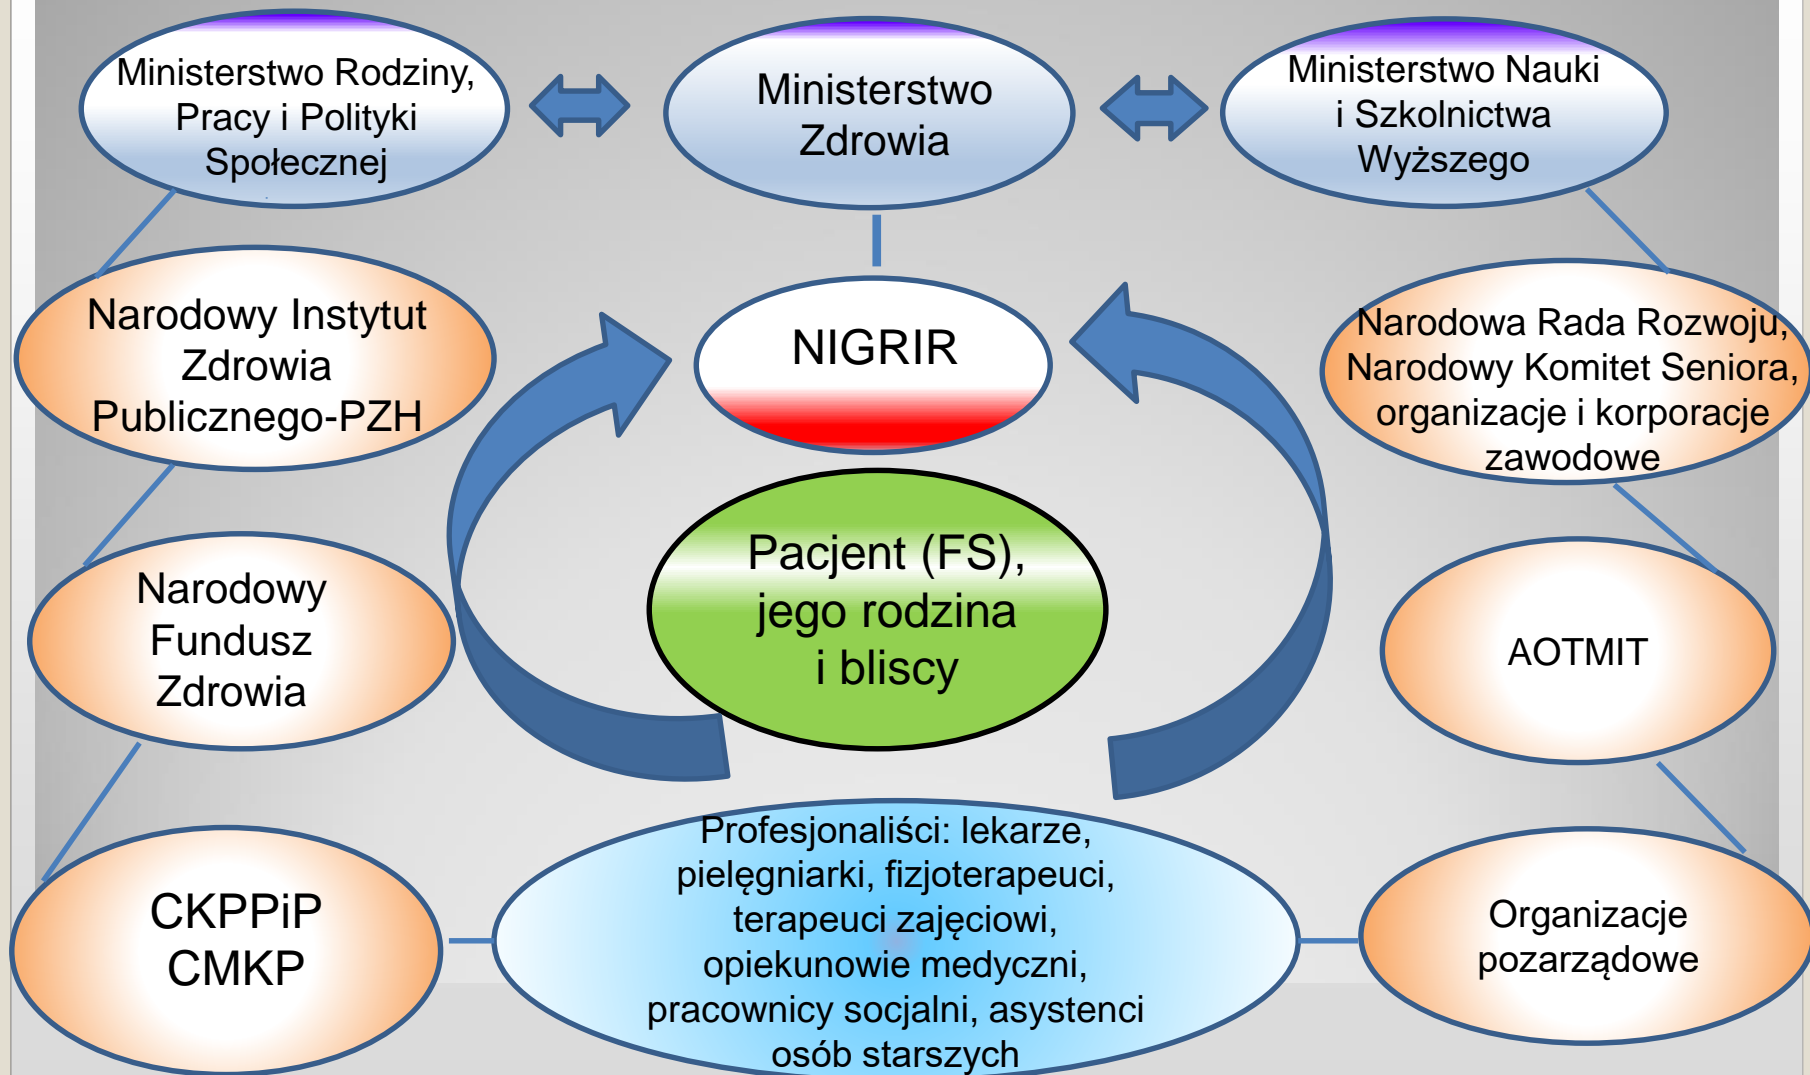 Ministerstwo Rodziny,
Pracy i Polityki
Społecznej
Ministerstwo
Zdrowia
Ministerstwo Nauki
i Szkolnictwa
Wyższego
Narodowy Instytut
Zdrowia
Publicznego-PZH
NIGRIR
Narodowa Rada Rozwoju,
Narodowy Komitet Seniora,
organizacje i korporacje
zawodowe
Narodowy
Fundusz
Zdrowia
Pacjent (FS),
jego rodzina
i bliscy
AOTMIT
CKPPiP
CMKP
Profesjonaliści: lekarze,
pielęgniarki, fizjoterapeuci,
terapeuci zajęciowi,
opiekunowie medyczni,
pracownicy socjalni, asystenci
osób starszych
Organizacje
pozarządowe